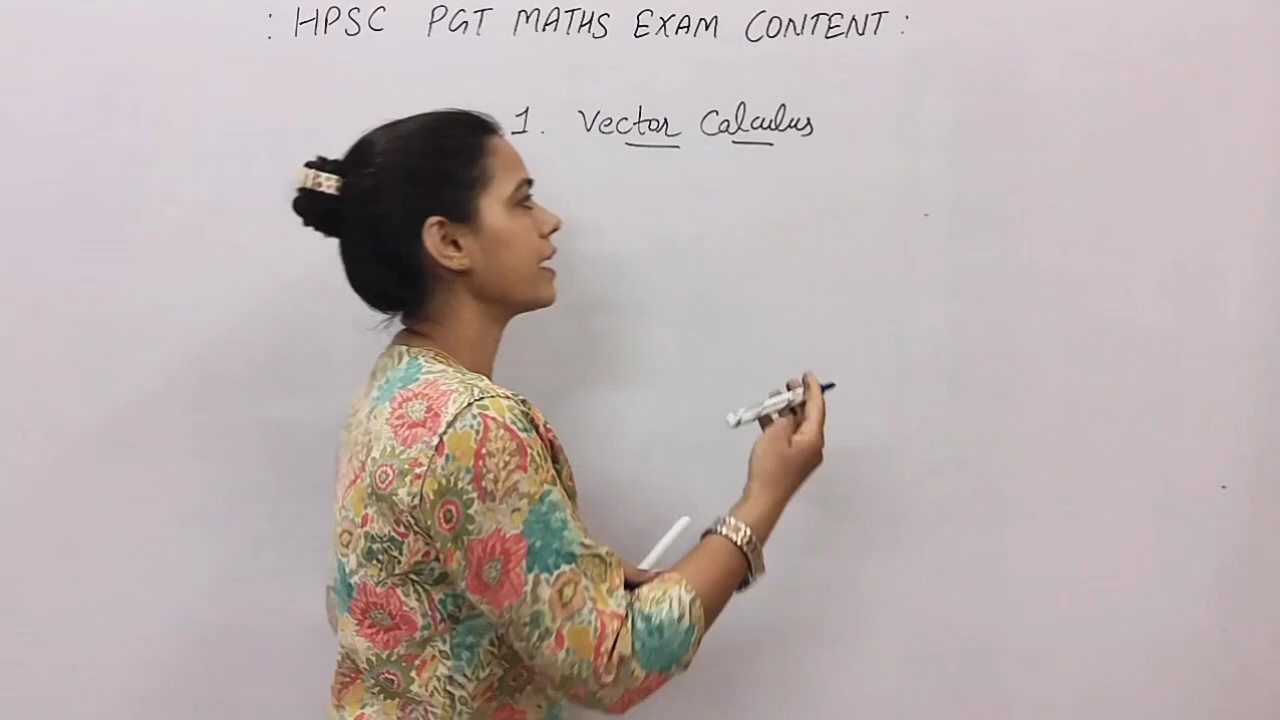 : HPSC PGT MATHS EXAM CONTENT :
1. Vector Calculus